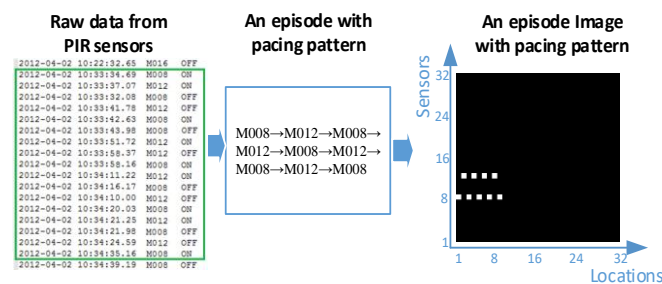 Raw data from
PIR sensors
2012-04-02 10:22:32.65 M016 OFF
2012-04-02 10:33:34.69 M008 ON
2012-04-02 10:33:37.07 M012 ON
2012-04-02 10:33:32.08 M008 OFF
2012-04-02 10:33:41.78 M012 OFF
2012-04-02 10:33:42.63 M008 ON
2012-04-02 10:33:43.98 M008 OFF
2012-04-02 10:33:51.72 M012 ON
2012-04-02 10:33:58.37 M012 OFF
2012-04-02 10:33:58.16 M008 ON
2012-04-02 10:34:11.22 M012 ON
2012-04-02 10:34:16.17 M008 OFF
2012-04-02 10:34:10.00 M012 OFF
2012-04-02 10:34:20.03 M008 ON
2012-04-02 10:34:21.25 M012 ON
2012-04-02 10:34:21.98 M008 OFF
2012-04-02 10:34:24.59 M012 OFF
2012-04-02 10:34:35.16 M008 ON
2012-04-02 10:34:39.19 M008 OFF
An episode with
pacing pattern
M008→M012→M008→
M012→M008→M012→
M008→M012→M008
An episode Image
with pacing pattern
Sensors
32
24
16
8
1
1 8 16 24 32
Locations